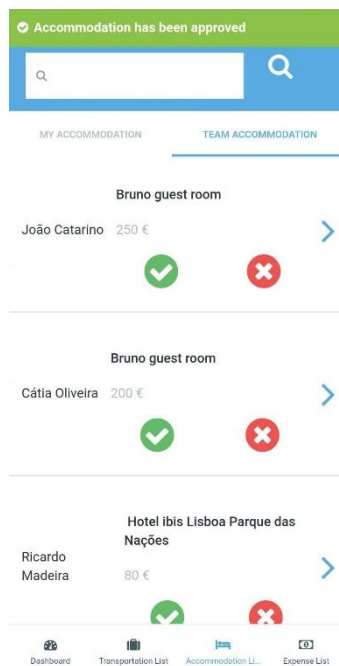 Accommodation has been approved
MY ACCOMMODATION
TEAM ACCOMMODATION
Bruno guest room
João Catarino 250 €
Bruno guest room
Cátia Oliveira 200 €
Hotel ibis Lisboa Parque das
Nações
Ricardo
Madeira
80 €
Dashboard
Transportation List
Accommodation Li...
Expense List